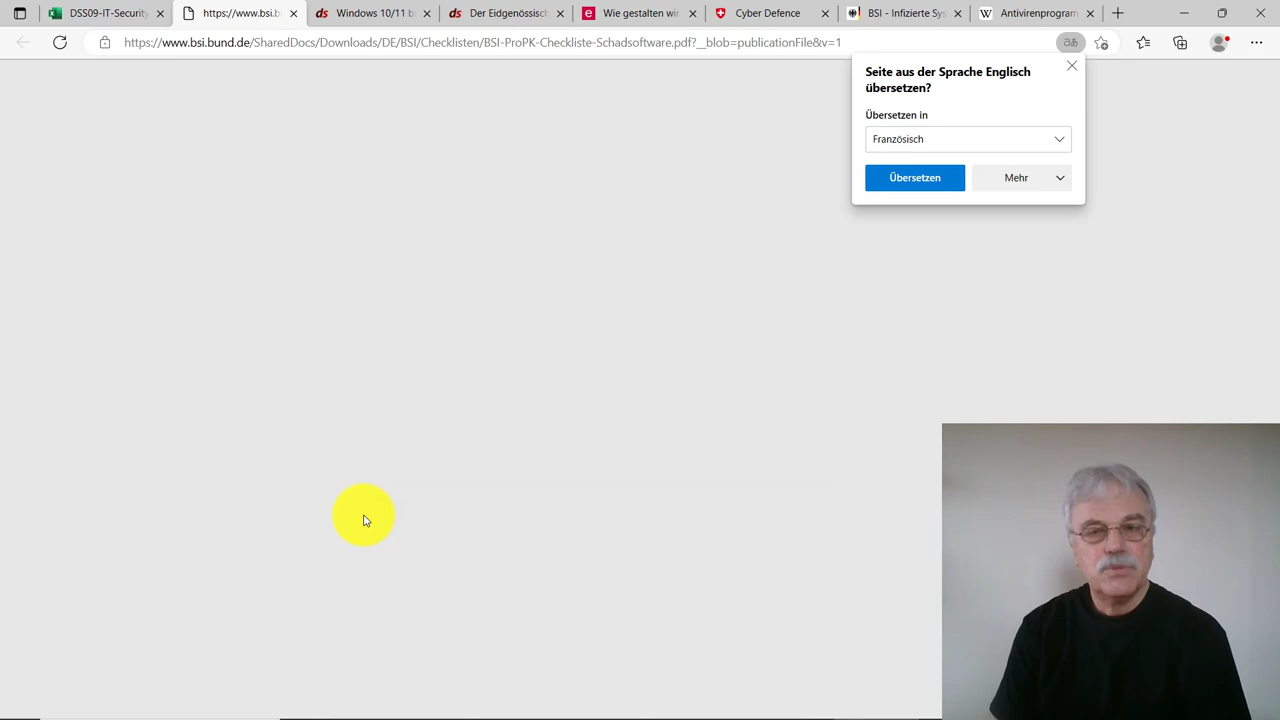 DSS09-IT-Security
https://www.bsi.b
Windows 10/11 b
Der Eidgenössisch
Wie gestalten wir
Cyber Defence
BSI - Infizierte Sys
Antivirenprogram
https://www.bsi.bund.de/SharedDocs/Downloads/DE/BSI/Checklisten/BSI-ProPK-Checkliste-Schadsoftware.pdf?__blob=publicationFile&v=1
Seite aus der Sprache Englisch
übersetzen?
Übersetzen in
Französisch
Übersetzen
Mehr